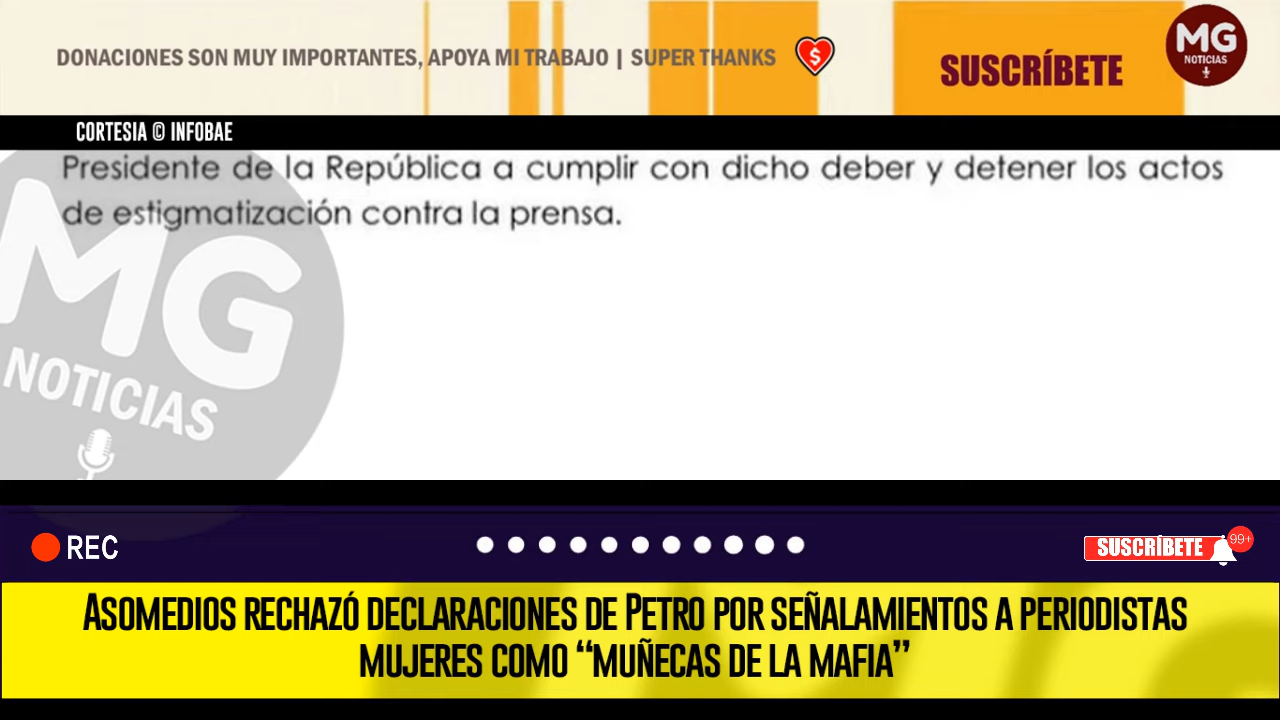 DONACIONES SON MUY IMPORTANTES, APOYA MI TRABAJO | SUPER THANKS
$
SUSCRÍBETE
MG
NOTICIAS
CORTESIA © INFOBAE
Presidente de la República a cumplir con dicho deber y detener los actos
de estigmatización contra la prensa.
MG
NOTICIAS
REC
SUSCRÍBETE
99+
ASOMEDIOS RECHAZÓ DECLARACIONES DE PETRO POR SEÑALAMIENTOS A PERIODISTAS
MUJERES COMO “MUÑECAS DE LA MAFIA”